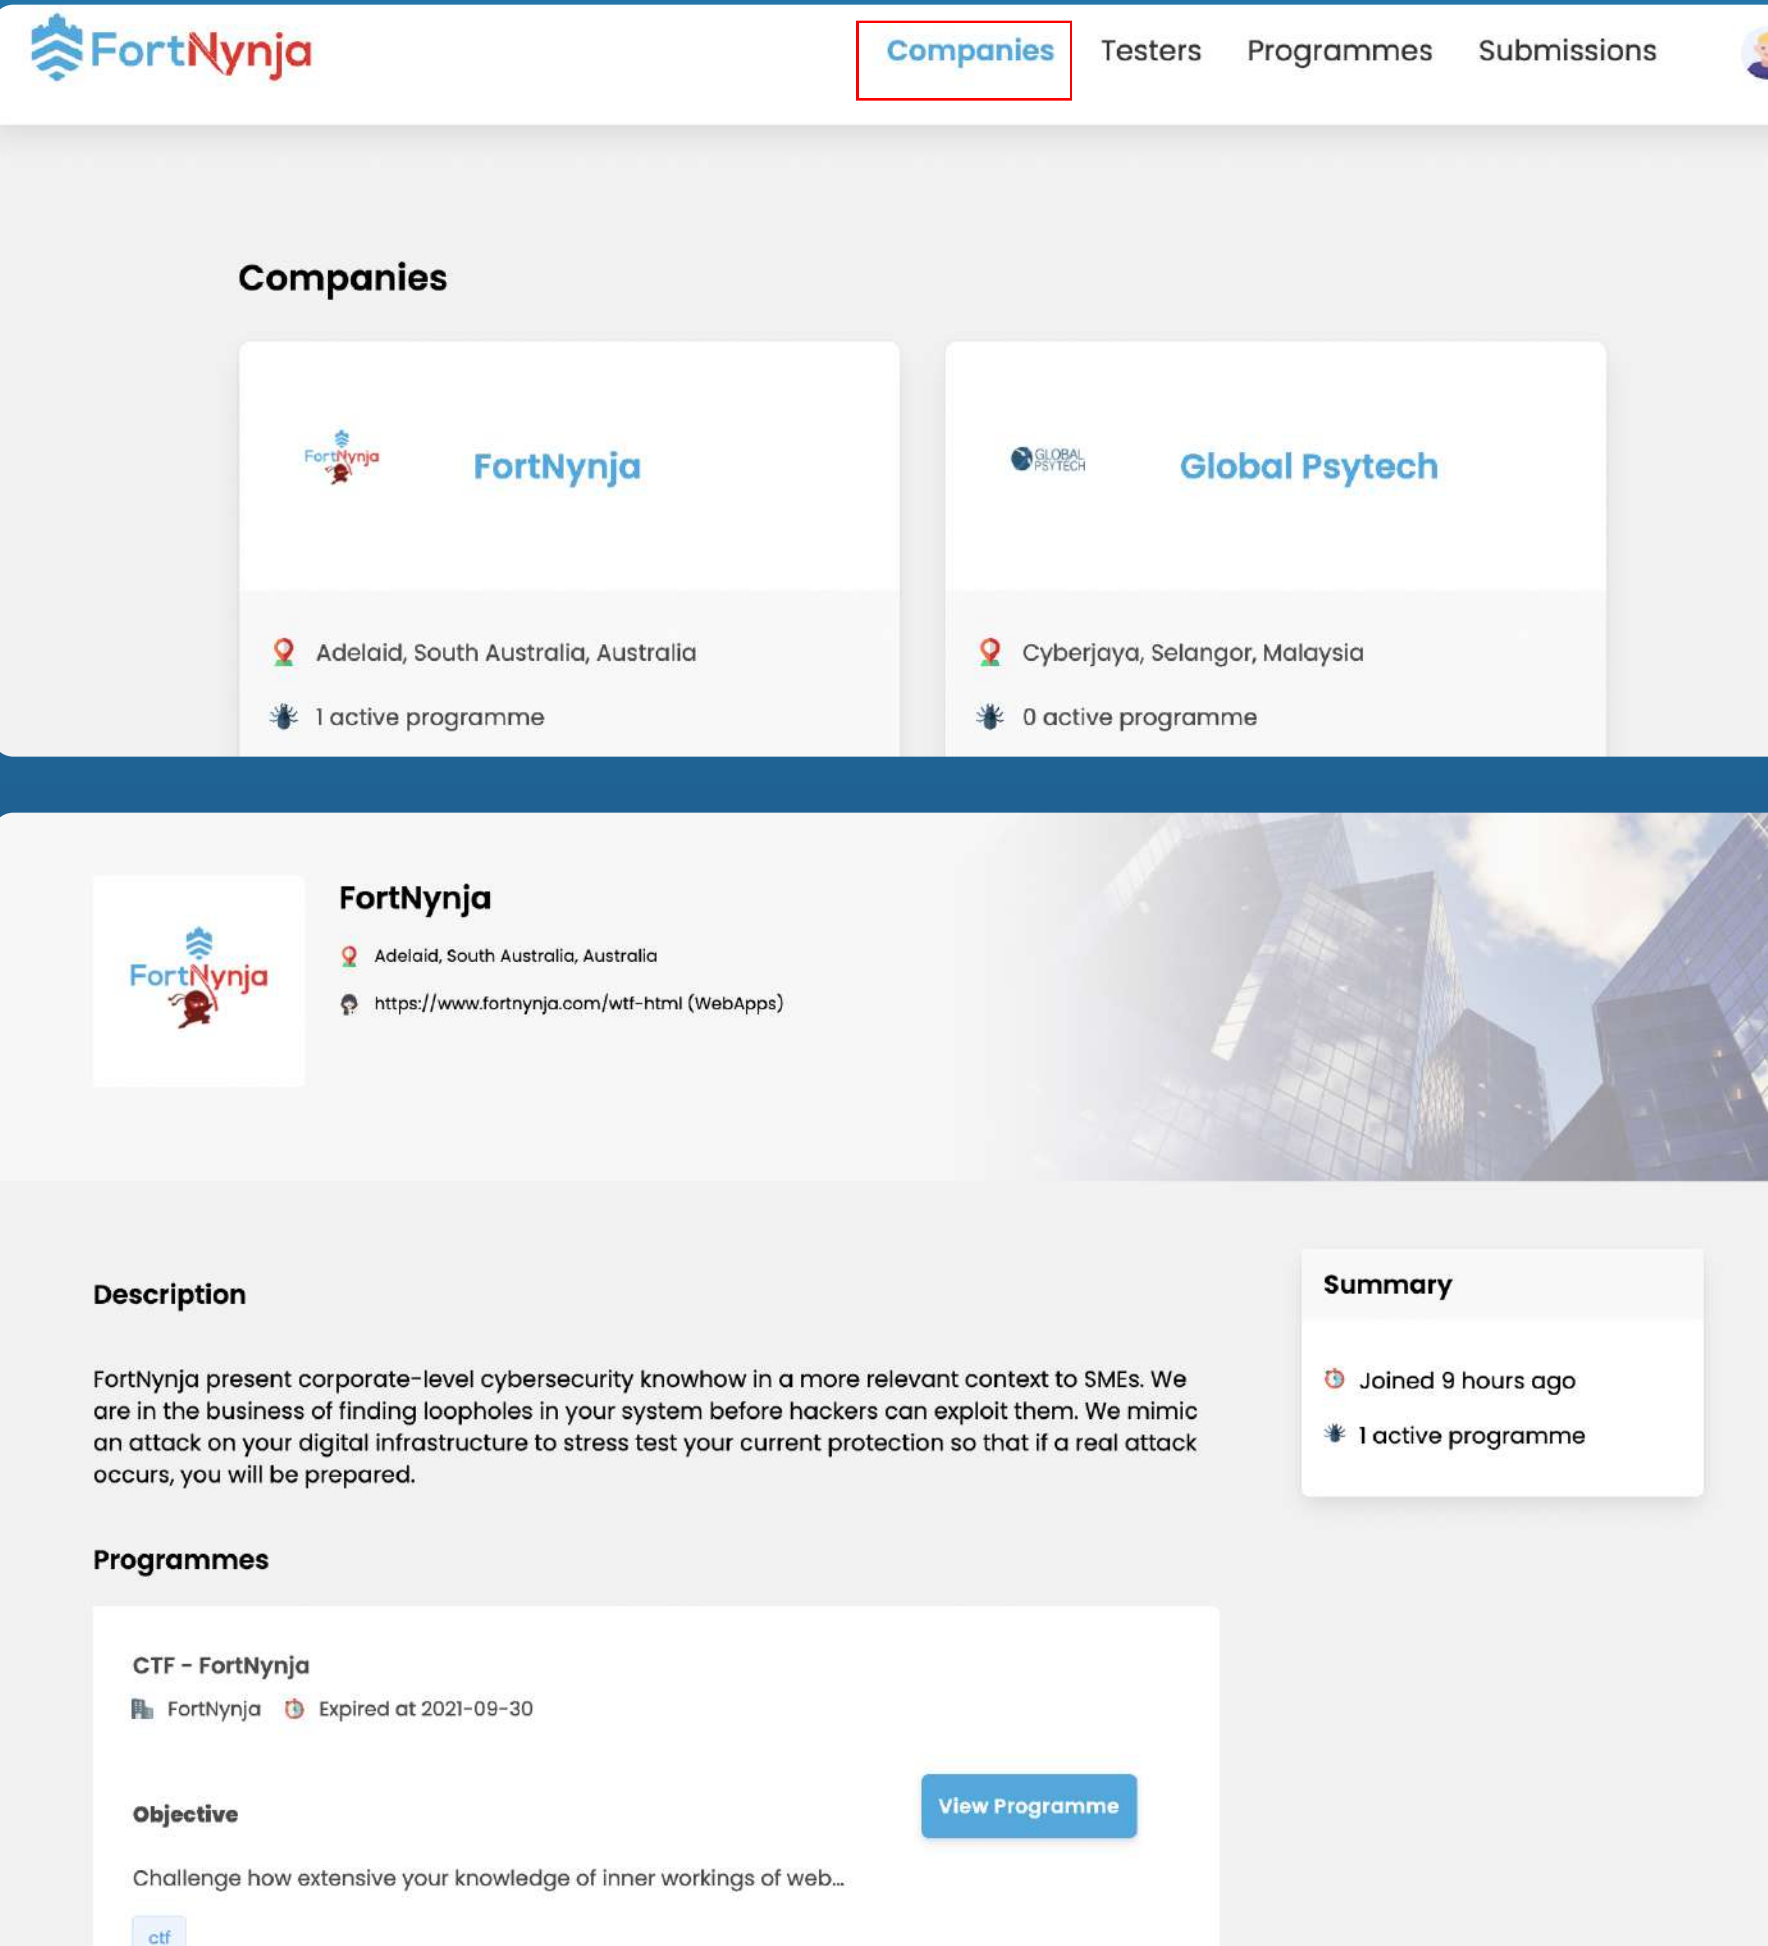 FortNynja
Companies Testers Programmes Submissions
Companies
FortNynja
FortNynja
GLOBAL
PSYTECH
Global Psytech
Adelaid, South Australia, Australia
1 active programme
Cyberjaya, Selangor, Malaysia
0 active programme
FortNynja
FortNynja
Adelaid, South Australia, Australia
https://www.fortnynja.com/wtf-html (WebApps)
Description
FortNynja present corporate-level cybersecurity knowhow in a more relevant context to SMEs. We
are in the business of finding loopholes in your system before hackers can exploit them. We mimic
an attack on your digital infrastructure to stress test your current protection so that if a real attack
occurs, you will be prepared.
Summary
Joined 9 hours ago
1 active programme
Programmes
CTF - FortNynja
FortNynja Expired at 2021-09-30
Objective
View Programme
Challenge how extensive your knowledge of inner workings of web...
ctf